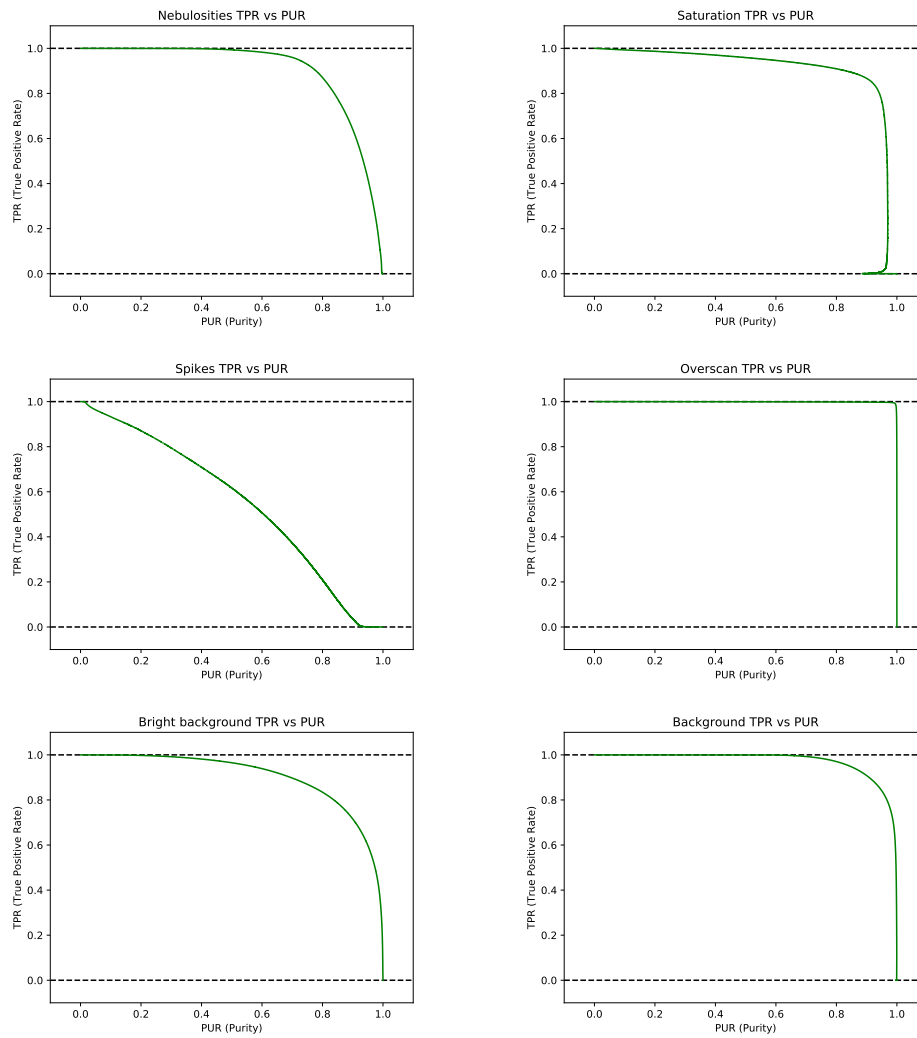 Nebulosities TPR vs PUR
TPR (True Positive Rate)
1.0
0.8
0.6
0.4
0.2
0.0
0.0 0.2 0.4 0.6 0.8 1.0
PUR (Purity)
Saturation TPR vs PUR
TPR (True Positive Rate)
1.0
0.8
0.6
0.4
0.2
0.0
0.0 0.2 0.4 0.6 0.8 1.0
PUR (Purity)
Spikes TPR vs PUR
TPR (True Positive Rate)
1.0
0.8
0.6
0.4
0.2
0.0
0.0 0.2 0.4 0.6 0.8 1.0
PUR (Purity)
Overscan TPR vs PUR
TPR (True Positive Rate)
1.0
0.8
0.6
0.4
0.2
0.0
0.0 0.2 0.4 0.6 0.8 1.0
PUR (Purity)
Bright background TPR vs PUR
TPR (True Positive Rate)
1.0
0.8
0.6
0.4
0.2
0.0
0.0 0.2 0.4 0.6 0.8 1.0
PUR (Purity)
Background TPR vs PUR
TPR (True Positive Rate)
1.0
0.8
0.6
0.4
0.2
0.0
0.0 0.2 0.4 0.6 0.8 1.0
PUR (Purity)